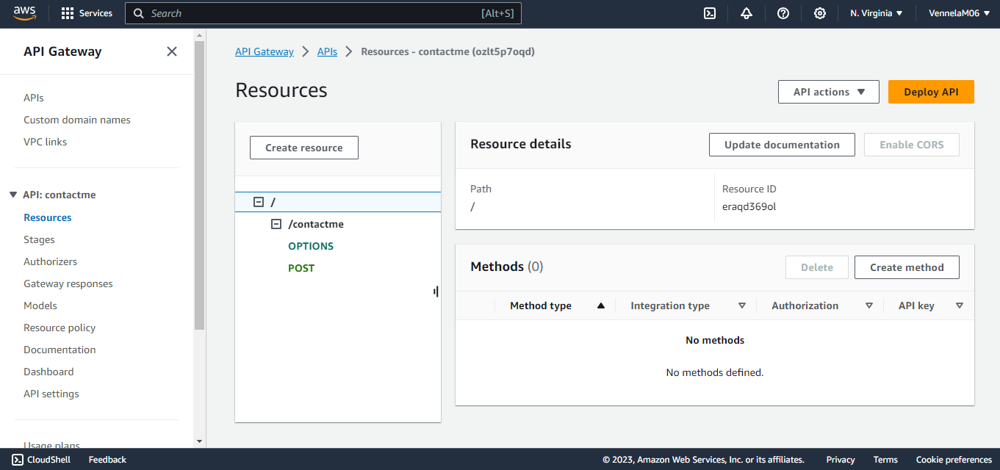 aws
Services
Search [Alt+S]
N. Virginia
VennelaM06
API Gateway
APIs
Custom domain names
VPC links
API: contactme
Resources
Stages
Authorizers
Gateway responses
Models
Resource policy
Documentation
Dashboard
API settings
Usage plans
API Gateway
APIs
Resources - contactme (ozlt5p7oqd)
Resources
API actions
Deploy API
Create resource
/
/contactme
OPTIONS
POST
Resource details
Update documentation
Enable CORS
Path
/
Resource ID
eraqd369ol
Methods (0)
Delete
Create method
Method type
Integration type
Authorization
API key
No methods
No methods defined.
CloudShell
Feedback
© 2023, Amazon Web Services, Inc. or its affiliates.
Privacy
Terms
Cookie preferences